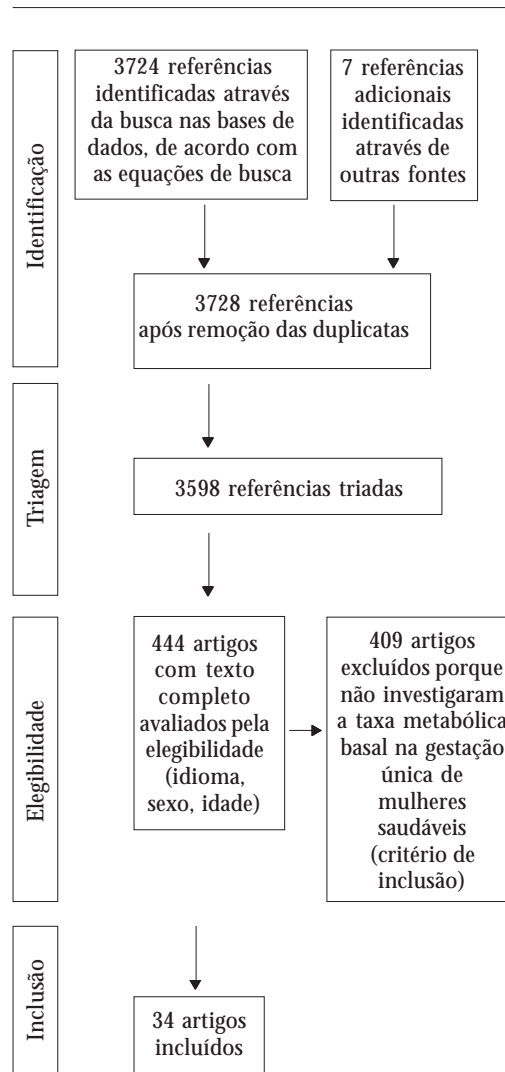 Identificação
3724 referências
identificadas através
da busca nas bases de
dados, de acordo com
as equações de busca
7 referências
adicionais
identificadas
através de
outras fontes
3728 referências
após remoção das duplicatas
Triagem
3598 referências triadas
Elegibilidade
444 artigos
com texto
completo
avaliados pela
elegibilidade
(idioma,
sexo, idade)
409 artigos
excluídos porque
não investigaram
a taxa metabólica
basal na gestação
única de
mulheres
saudáveis
(critério de
inclusão)
Inclusão
34 artigos
incluídos